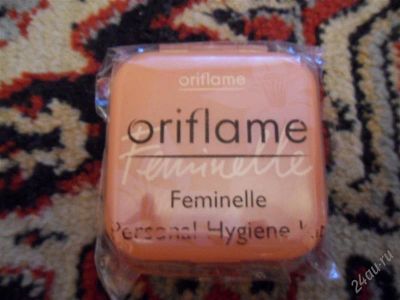 oriflame
oriflame
Feminelle
Feminelle
Personal Hygiene Kit
24au.ru